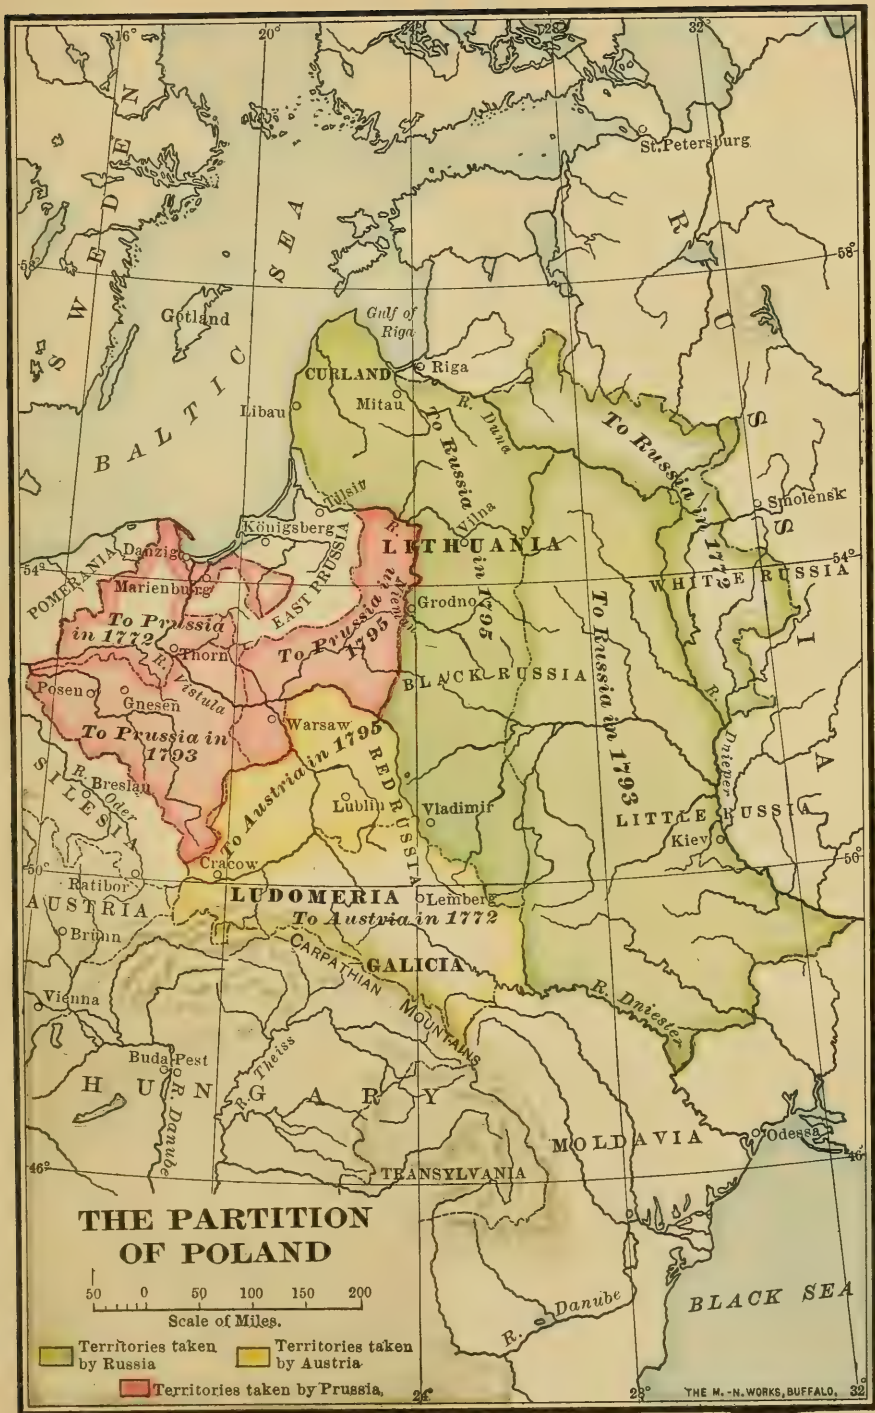 16°
20°
24°
28°
32°
SWEDEN
St. Petersburg
BALTIC SEA
RUSSIA
58°
58°
Gotland
Gulf of
Riga
CURLAND
Riga
Mitau
Libau
R. Duna
To Russia
in 1795
To Russia in 1772
Tilsit
Vilna
Smolensk
Königsberg
LITHUANIA
Danzig
POMERANIA
54°
54°
Marienburg
EAST PRUSSIA
R. Niemen
WHITE RUSSIA
Grodno
To Prussia
in 1772
To Prussia in
1795
To Russia in 1793
Thorn
R. Vistula
BLACK RUSSIA
Posen
Gnesen
Warsaw
R. Dnieper
To Prussia in
1793
To Austria in 1795
RED RUSSIA
SILESIA
R. Oder
Breslau
Lublin
Vladimir
LITTLE RUSSIA
Kiev
50°
50°
Cracow
Ratibor
AUSTRIA
LUDOMERIA
Lemberg
To Austria in 1772
Brünn
CARPATHIAN MOUNTAINS
GALICIA
R. Dniester
Vienna
Buda Pest
R. Theiss
HUNGARY
R. Danube
MOLDAVIA
Odessa
46°
46°
TRANSYLVANIA
THE PARTITION
OF POLAND
50 0 50 100 150 200
Scale of Miles.
R. Danube
BLACK SEA
Territories taken
by Russia
Territories taken
by Austria
Territories taken by Prussia,
24°
28°
THE M.-N. WORKS, BUFFALO,
32°